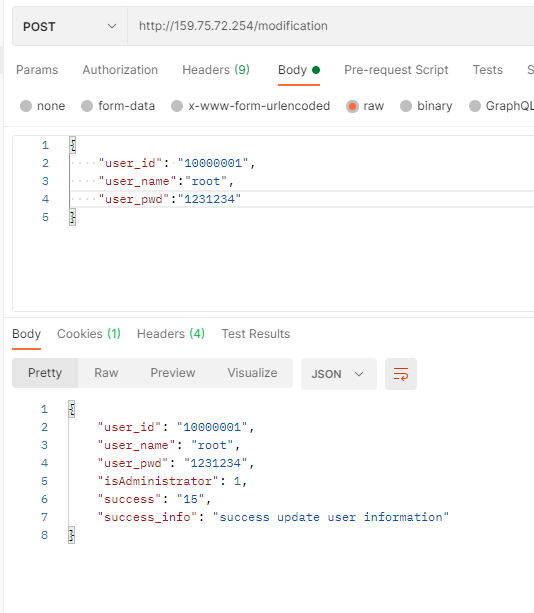 POST http://159.75.72.254/modification
Params Authorization Headers (9) Body Pre-request Script Tests S
none form-data x-www-form-urlencoded raw binary GraphQL
1 {
2 "user_id": "10000001",
3 "user_name":"root",
4 "user_pwd":"1231234"
5 }
Body Cookies (1) Headers (4) Test Results
Pretty Raw Preview Visualize JSON
1 {
2 "user_id": "10000001",
3 "user_name": "root",
4 "user_pwd": "1231234",
5 "isAdministrator": 1,
6 "success": "15",
7 "success_info": "success update user information"
8 }